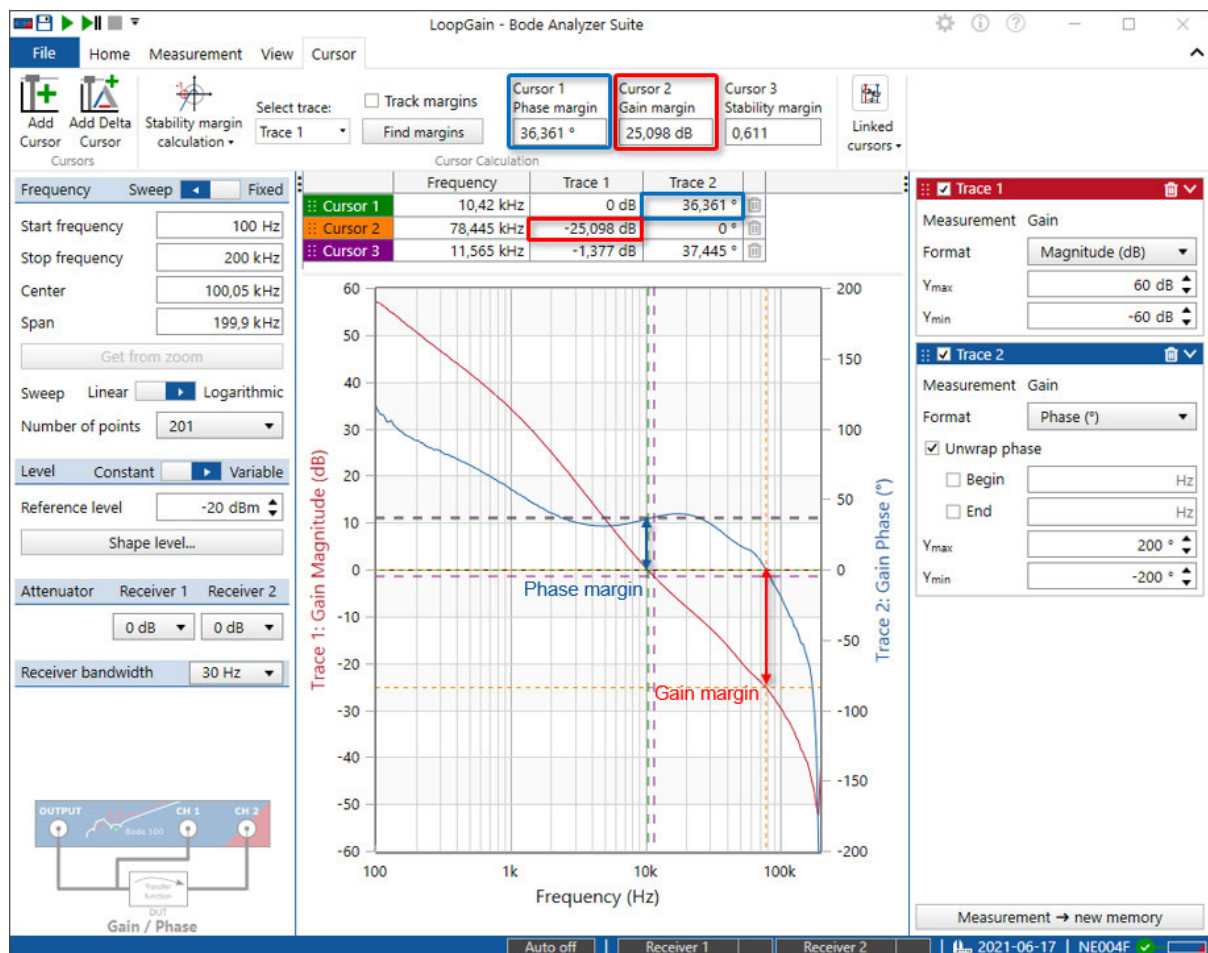 LoopGain - Bode Analyzer Suite
File Home Measurement View Cursor
Add Cursor
Add Delta Cursor
Cursors
Stability margin calculation
Select trace:
Trace 1
Track margins
Find margins
Cursor 1
Phase margin
36,361 °
Cursor 2
Gain margin
25,098 dB
Cursor 3
Stability margin
0,611
Cursor Calculation
Linked cursors
Frequency Sweep Fixed
Start frequency 100 Hz
Stop frequency 200 kHz
Center 100,05 kHz
Span 199,9 kHz
Get from zoom
Sweep Linear Logarithmic
Number of points 201
Level Constant Variable
Reference level -20 dBm
Shape level...
Attenuator Receiver 1 Receiver 2
0 dB 0 dB
Receiver bandwidth 30 Hz
OUTPUT CH 1 CH 2
Bode 100
Transfer function
DUT
Gain / Phase
Frequency Trace 1 Trace 2
Cursor 1 10,42 kHz 0 dB 36,361 °
Cursor 2 78,445 kHz -25,098 dB 0 °
Cursor 3 11,565 kHz -1,377 dB 37,445 °
Trace 1: Gain Magnitude (dB)
60
50
40
30
20
10
0
-10
-20
-30
-40
-50
-60
Phase margin
Gain margin
200
150
100
50
0
-50
-100
-150
-200
Trace 2: Gain Phase (°)
100 1k 10k 100k
Frequency (Hz)
Trace 1
Measurement Gain
Format Magnitude (dB)
Ymax 60 dB
Ymin -60 dB
Trace 2
Measurement Gain
Format Phase (°)
Unwrap phase
Begin Hz
End Hz
Ymax 200 °
Ymin -200 °
Measurement → new memory
Auto off | Receiver 1 Receiver 2 | 2021-06-17 | NE004F